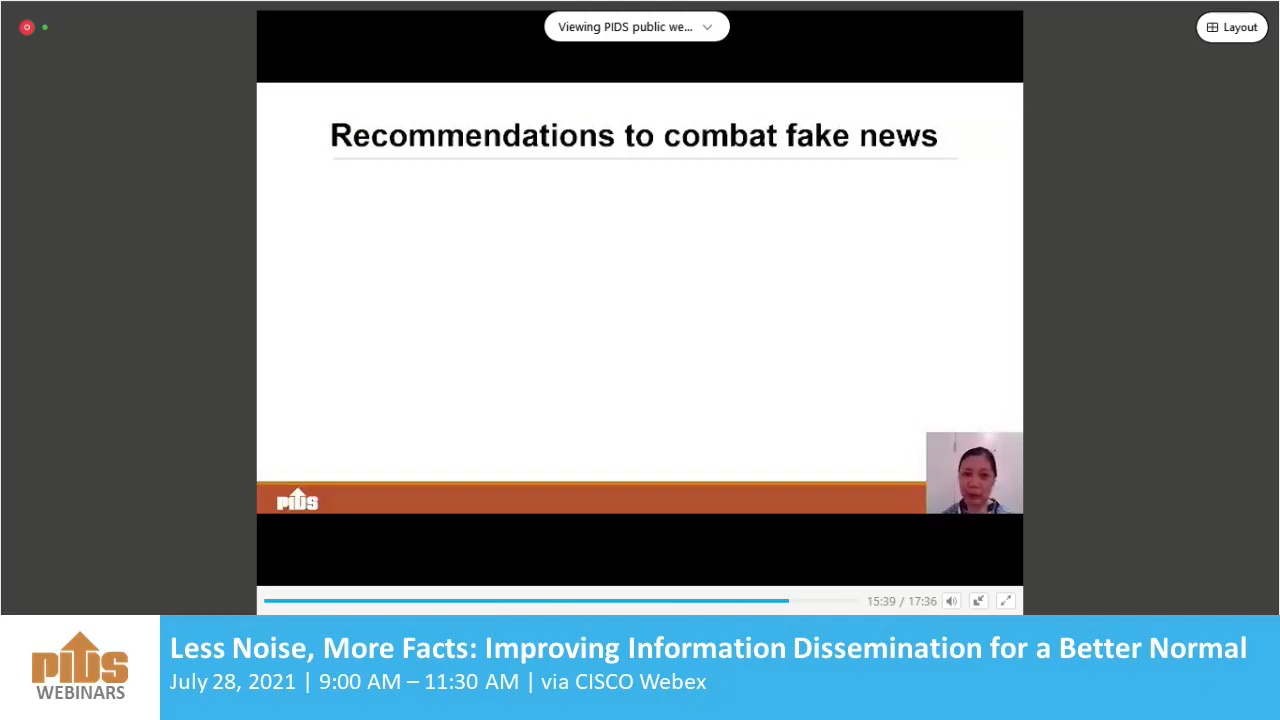 Viewing PIDS public we...
Layout
Recommendations to combat fake news
PIDS
15:39 / 17:36
PIDS
WEBINARS
Less Noise, More Facts: Improving Information Dissemination for a Better Normal
July 28, 2021 | 9:00 AM – 11:30 AM | via CISCO Webex